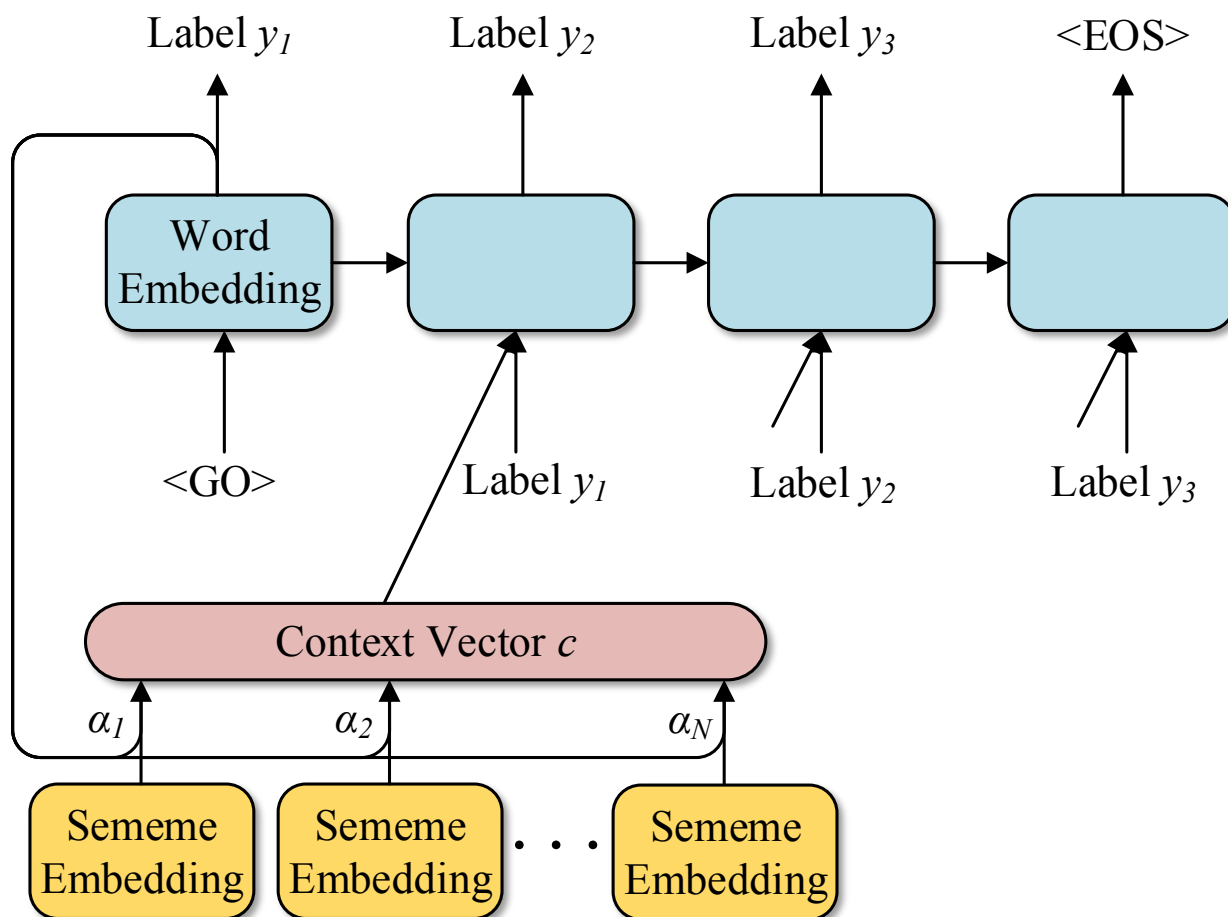 Label y1
Label y2
Label y3
<EOS>
Word
Embedding
<GO>
Label y1
Label y2
Label y3
Context Vector c
α1
α2
αN
Sememe
Embedding
Sememe
Embedding
. . .
Sememe
Embedding